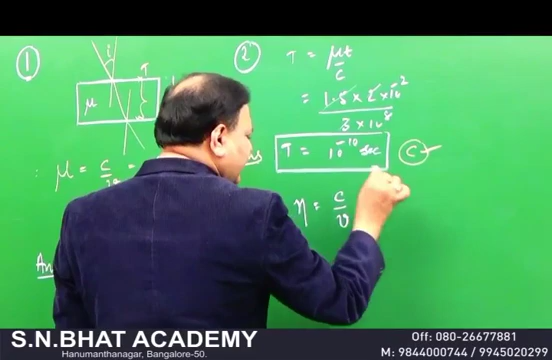 1
i
T
μ
μ = c/v =
An
2
T = μt/c
= 1.5 × 2 × 10⁻² / 3 × 10⁸
T = 10⁻¹⁰ sec
C
η = c/v
S.N.BHAT ACADEMY
Hanumanthanagar, Bangalore-50.
Off: 080-26677881
M: 9844000744 / 9945020299